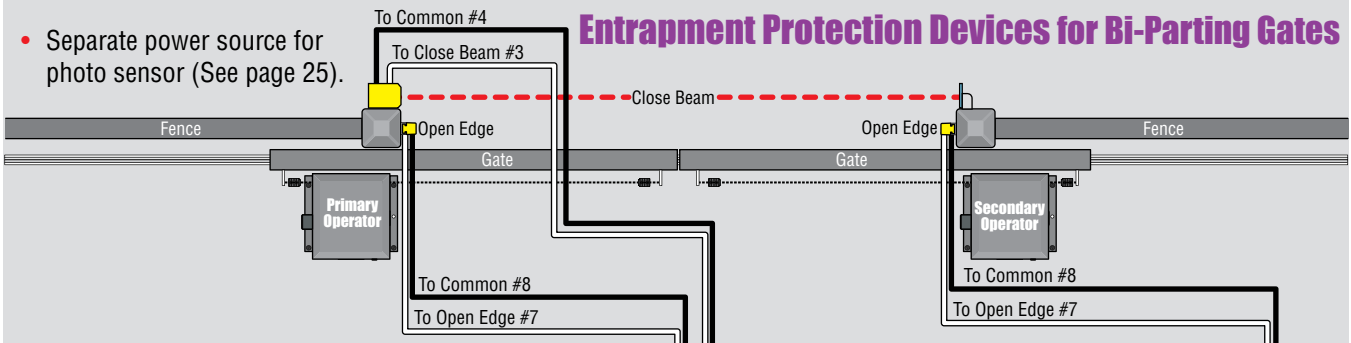 To Common #4
Entrapment Protection Devices for Bi-Parting Gates
• Separate power source for
photo sensor (See page 25).
To Close Beam #3
Close Beam
Fence
Open Edge
Open Edge
Fence
Gate
Gate
Primary
Operator
Secondary
Operator
To Common #8
To Open Edge #7
To Common #8
To Open Edge #7